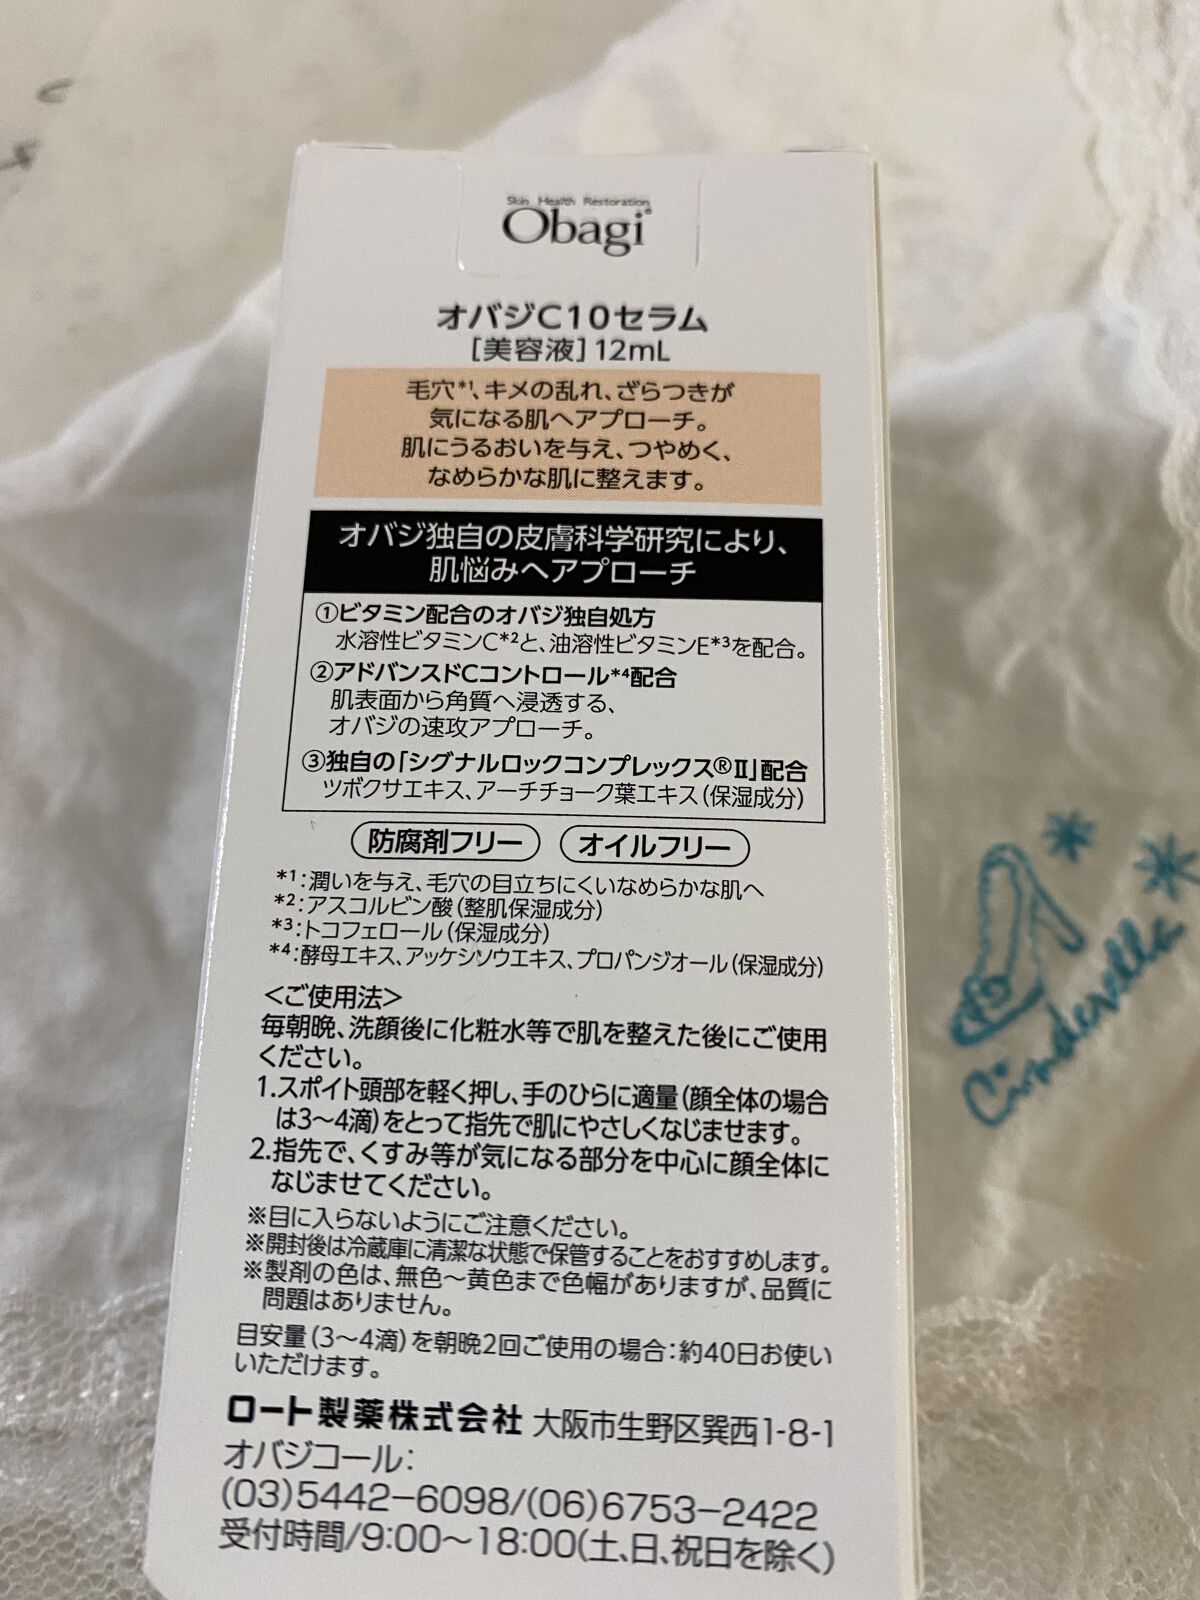 Skin Health Restoration
Obagi®
オバジC10セラム
[美容液]12mL
毛穴*1、キメの乱れ、ざらつきが
気になる肌へアプローチ。
肌にうるおいを与え、つやめく、
なめらかな肌に整えます。
オバジ独自の皮膚科学研究により、
肌悩みへアプローチ
①ビタミン配合のオバジ独自処方
水溶性ビタミンC*2と、油溶性ビタミンE*3を配合。
②アドバンスドCコントロール*4配合
肌表面から角質へ浸透する、
オバジの速攻アプローチ。
③独自の「シグナルロックコンプレックス®Ⅱ」配合
ツボクサエキス、アーチチョーク葉エキス(保湿成分)
防腐剤フリー オイルフリー
*1:潤いを与え、毛穴の目立ちにくいなめらかな肌へ
*2:アスコルビン酸(整肌保湿成分)
*3:トコフェロール(保湿成分)
*4:酵母エキス、アッケシソウエキス、プロパンジオール(保湿成分)
<ご使用法>
毎朝晩、洗顔後に化粧水等で肌を整えた後にご使用
ください。
1.スポイト頭部を軽く押し、手のひらに適量(顔全体の場合
は3〜4滴)をとって指先で肌にやさしくなじませます。
2.指先で、くすみ等が気になる部分を中心に顔全体に
なじませてください。
※目に入らないようにご注意ください。
※開封後は冷蔵庫に清潔な状態で保管することをおすすめします。
※製剤の色は、無色〜黄色まで色幅がありますが、品質に
問題はありません。
目安量(3〜4滴)を朝晩2回ご使用の場合:約40日お使い
いただけます。
ロート製薬株式会社 大阪市生野区巽西1-8-1
オバジコール:
(03)5442-6098/(06)6753-2422
受付時間/9:00〜18:00(土、日、祝日を除く)
Cinderella